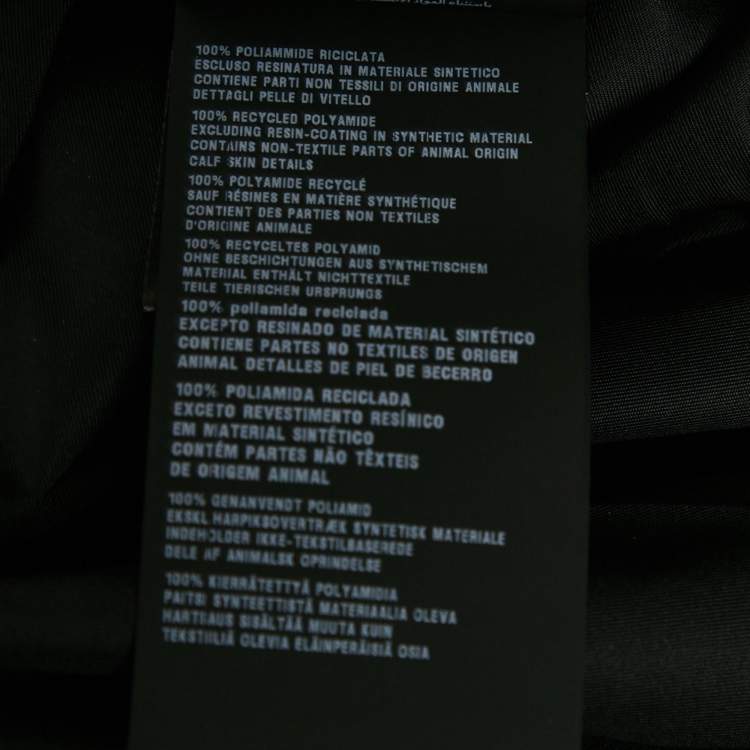 100% POLIAMMIDE RICICLATA
ESCLUSO RESINATURA IN MATERIALE SINTETICO
CONTIENE PARTI NON TESSILI DI ORIGINE ANIMALE
DETTAGLI PELLE DI VITELLO
100% RECYCLED POLYAMIDE
EXCLUDING RESIN-COATING IN SYNTHETIC MATERIAL
CONTAINS NON-TEXTILE PARTS OF ANIMAL ORIGIN
CALF SKIN DETAILS
100% POLYAMIDE RECYCLÉ
SAUF RÉSINES EN MATIÈRE SYNTHÉTIQUE
CONTIENT DES PARTIES NON TEXTILES
D'ORIGINE ANIMALE
100% RECYCELTES POLYAMID
OHNE BESCHICHTUNGEN AUS SYNTHETISCHEM
MATERIAL ENTHÄLT NICHTTEXTILE
TEILE TIERISCHEN URSPRUNGS
100% poliamida reciclada
EXCEPTO RESINADO DE MATERIAL SINTÉTICO
CONTIENE PARTES NO TEXTILES DE ORIGEN
ANIMAL DETALLES DE PIEL DE BECERRO
100% POLIAMIDA RECICLADA
EXCETO REVESTIMENTO RESÍNICO
EM MATERIAL SINTÉTICO
CONTÉM PARTES NÃO TÊXTEIS
DE ORIGEM ANIMAL
100% GENANVENDT POLIAMID
EKSKL HARPIKSOVERTRÆK SYNTETISK MATERIALE
INDEHOLDER IKKE-TEKSTILBASEREDE
DELE AF ANIMALSK OPRINDELSE
100% KIERRÄTETTYÄ POLYAMIDIA
PAITSI SYNTEETTISTÄ MATERIAALIA OLEVA
HARTIAUS SISÄLTÄÄ MUUTA KUIN
TEKSTIILIÄ OLEVIA ELÄINPERÄISIÄ OSIA